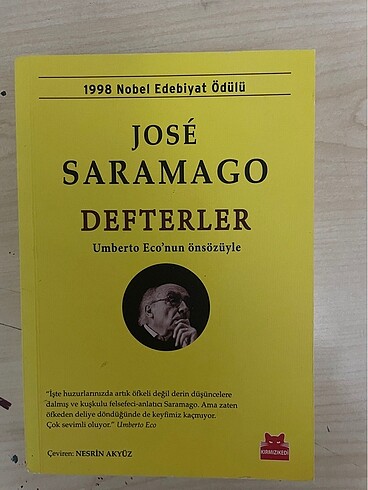 1998 Nobel Edebiyat Ödülü
JOSÉ
SARAMAGO
DEFTERLER
Umberto Eco'nun önsözüyle
"İşte huzurlarınızda artık öfkeli değil derin düşüncelere
dalmış ve kuşkulu felsefeci-anlatıcı Saramago. Ama zaten
öfkeden deliye döndüğünde de keyfimiz kaçmıyor.
Çok sevimli oluyor." Umberto Eco
Çeviren: NESRİN AKYÜZ
KIRMIZIKEDİ